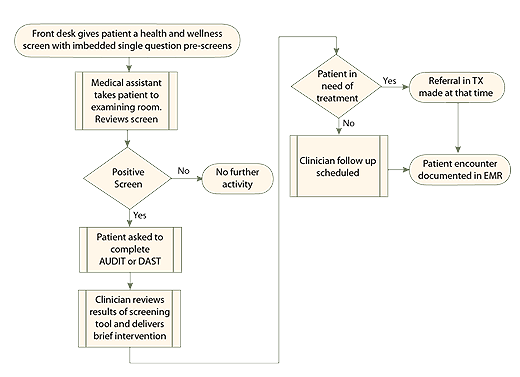 Front desk gives patient a health and wellness
screen with imbedded single question pre-screens
Medical assistant
takes patient to
examining room.
Reviews screen
Positive
Screen
No
No further
activity
Yes
Patient asked to
complete
AUDIT or DAST
Clinician reviews
results of screening
tool and delivers
brief intervention
Patient in
need of
treatment
Yes
Referral in TX
made at that time
No
Clinician follow up
scheduled
Patient encounter
documented in EMR